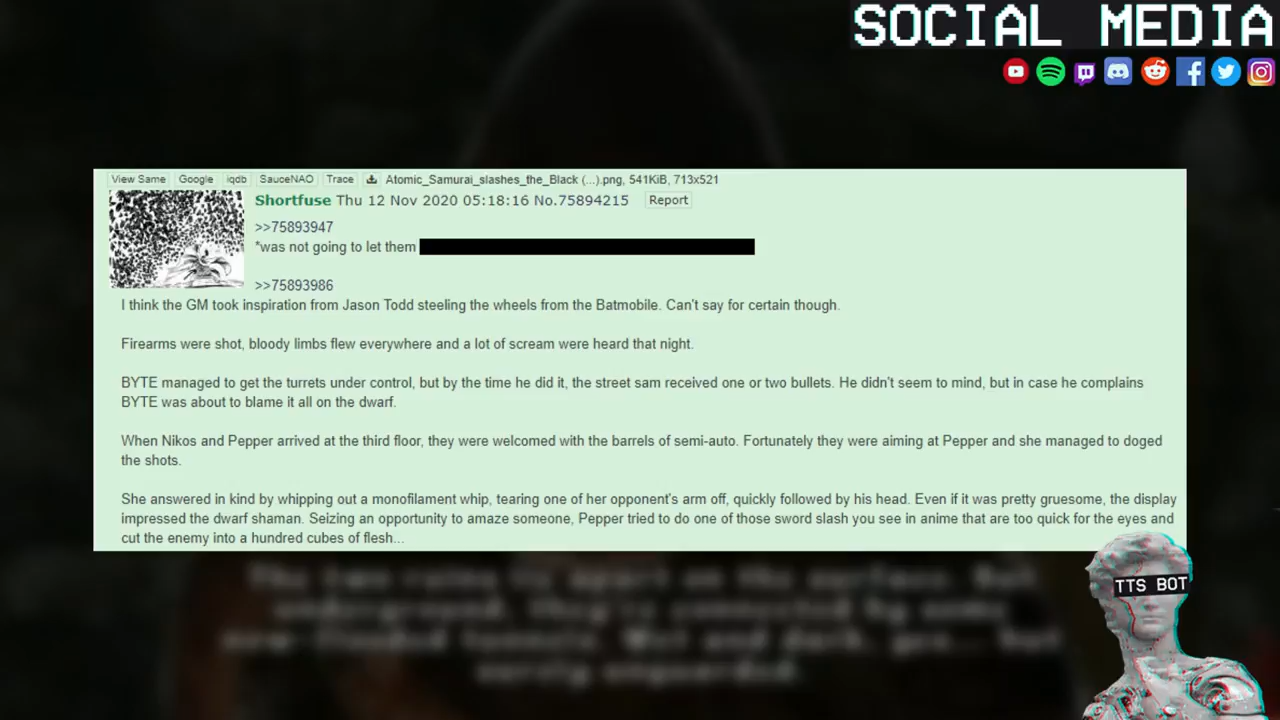 SOCIAL MEDIA
View Same Google iqdb SauceNAO Trace Atomic_Samurai_slashes_the_Black (...).png, 541KiB, 713x521
Shortfuse Thu 12 Nov 2020 05:18:16 No.75894215 Report
>>75893947
*was not going to let them
>>75893986
I think the GM took inspiration from Jason Todd steeling the wheels from the Batmobile. Can't say for certain though.
Firearms were shot, bloody limbs flew everywhere and a lot of scream were heard that night.
BYTE managed to get the turrets under control, but by the time he did it, the street sam received one or two bullets. He didn't seem to mind, but in case he complains
BYTE was about to blame it all on the dwarf.
When Nikos and Pepper arrived at the third floor, they were welcomed with the barrels of semi-auto. Fortunately they were aiming at Pepper and she managed to doged
the shots.
She answered in kind by whipping out a monofilament whip, tearing one of her opponent's arm off, quickly followed by his head. Even if it was pretty gruesome, the display
impressed the dwarf shaman. Seizing an opportunity to amaze someone, Pepper tried to do one of those sword slash you see in anime that are too quick for the eyes and
cut the enemy into a hundred cubes of flesh...
TTS BOT